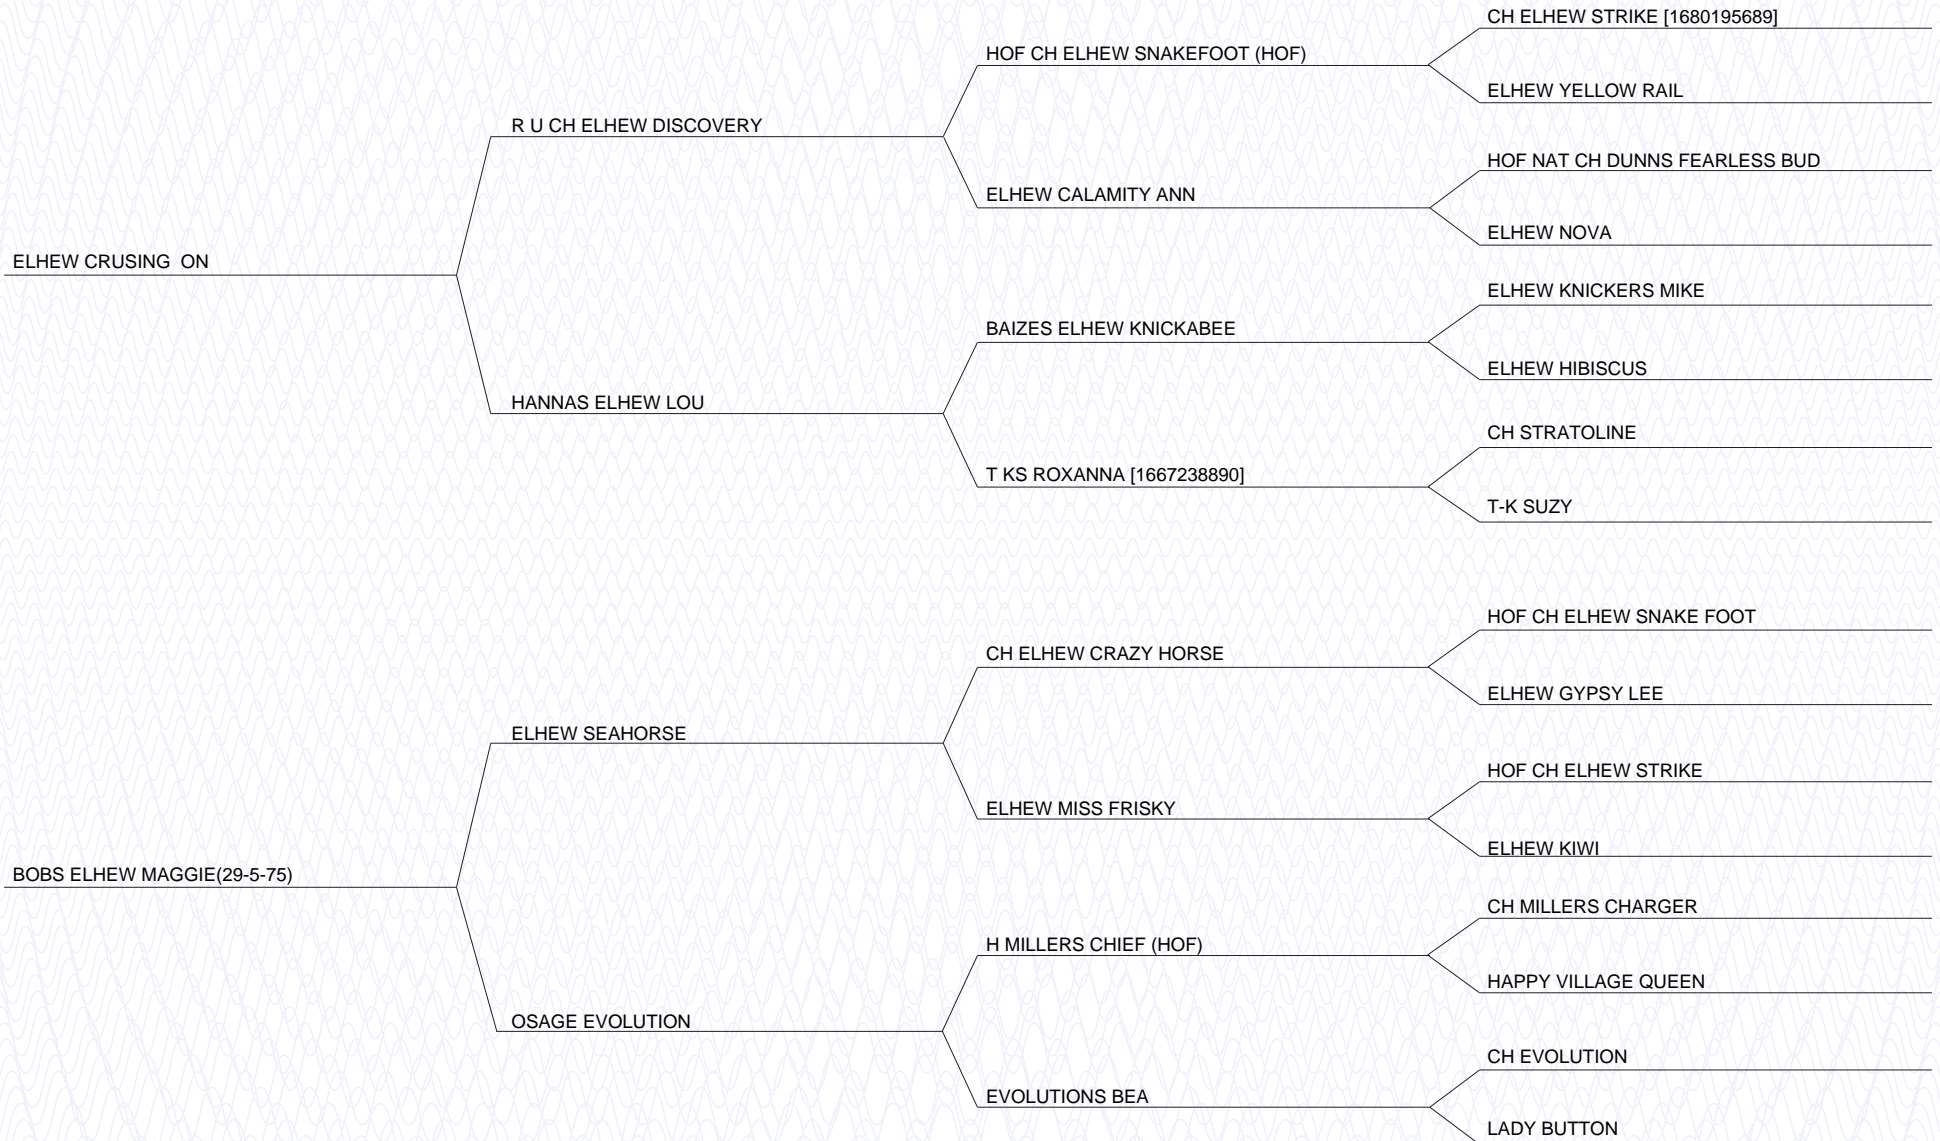 CH ELHEW STRIKE [1680195689]
HOF CH ELHEW SNAKEFOOT (HOF)
ELHEW YELLOW RAIL
R U CH ELHEW DISCOVERY
HOF NAT CH DUNNS FEARLESS BUD
ELHEW CALAMITY ANN
ELHEW NOVA
ELHEW CRUSING  ON
ELHEW KNICKERS MIKE
BAIZES ELHEW KNICKABEE
ELHEW HIBISCUS
HANNAS ELHEW LOU
CH STRATOLINE
T KS ROXANNA [1667238890]
T-K SUZY
HOF CH ELHEW SNAKE FOOT
CH ELHEW CRAZY HORSE
ELHEW GYPSY LEE
ELHEW SEAHORSE
HOF CH ELHEW STRIKE
ELHEW MISS FRISKY
ELHEW KIWI
BOBS ELHEW MAGGIE(29-5-75)
CH MILLERS CHARGER
H MILLERS CHIEF (HOF)
HAPPY VILLAGE QUEEN
OSAGE EVOLUTION
CH EVOLUTION
EVOLUTIONS BEA
LADY BUTTON